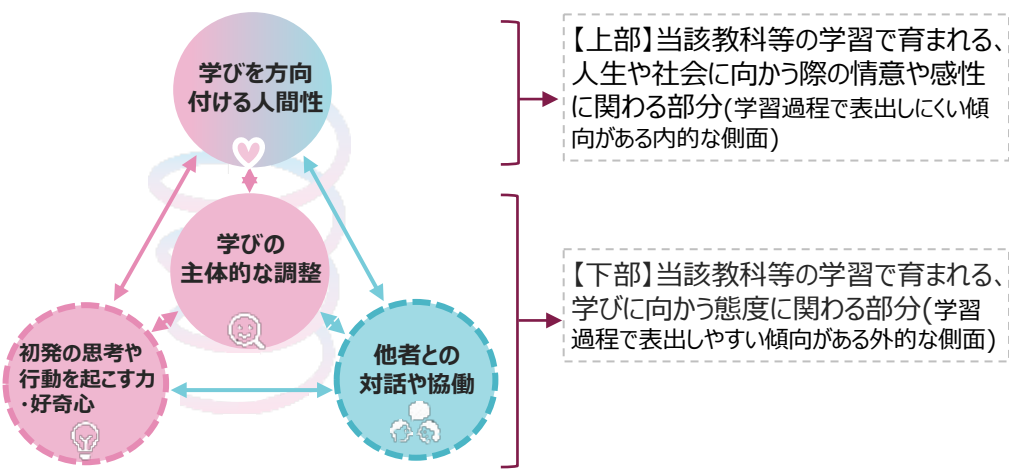 学びを方向
付ける人間性
学びの
主体的な調整
初発の思考や
行動を起こす力
・好奇心
他者との
対話や協働
【上部】当該教科等の学習で育まれる、
人生や社会に向かう際の情意や感性
に関わる部分(学習過程で表出しにくい傾
向がある内的な側面)
【下部】当該教科等の学習で育まれる、
学びに向かう態度に関わる部分(学習
過程で表出しやすい傾向がある外的な側面)